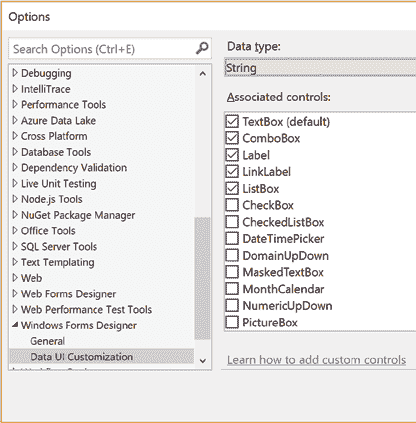 Options
Search Options (Ctrl+E)
Debugging
IntelliTrace
Performance Tools
Azure Data Lake
Cross Platform
Database Tools
Dependency Validation
Live Unit Testing
Node.js Tools
NuGet Package Manager
Office Tools
SQL Server Tools
Text Templating
Web
Web Forms Designer
Web Performance Test Tools
Windows Forms Designer
General
Data UI Customization
Data type:
String
Associated controls:
TextBox (default)
ComboBox
Label
LinkLabel
ListBox
CheckBox
CheckedListBox
DateTimePicker
DomainUpDown
MaskedTextBox
MonthCalendar
NumericUpDown
PictureBox
Learn how to add custom controls